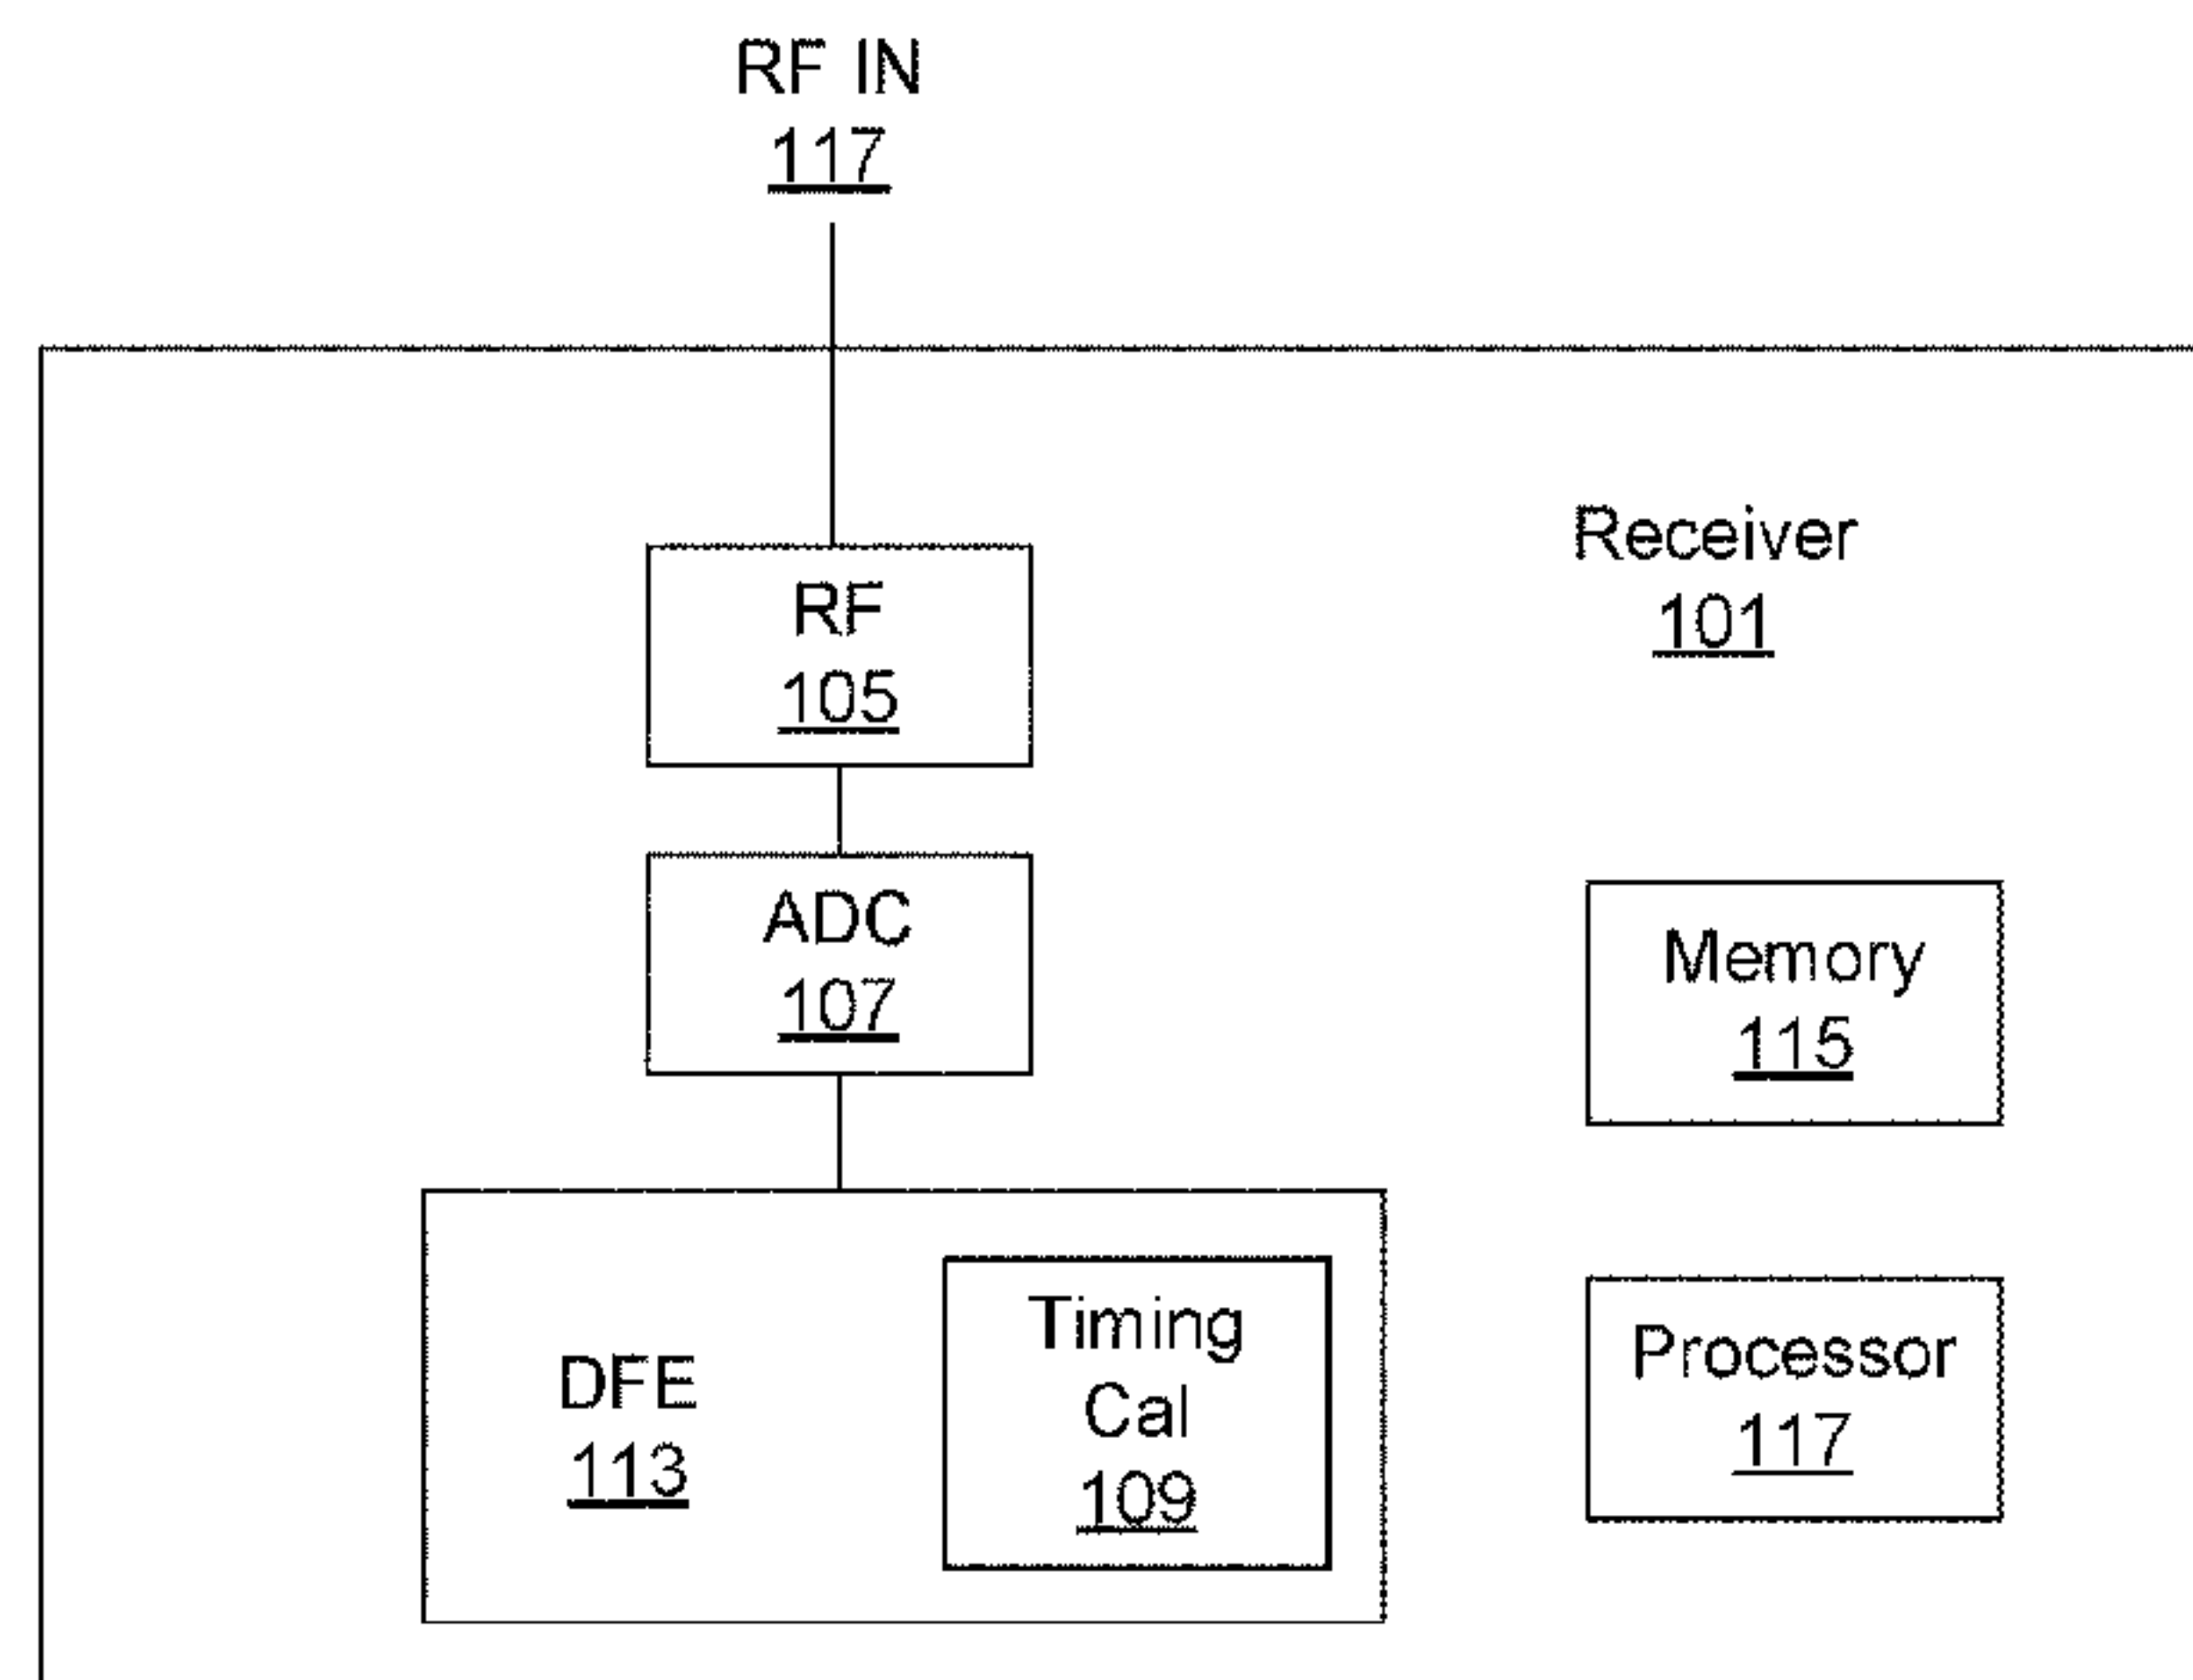 RF IN
117
RF
105
Receiver
101
ADC
107
Memory
115
DFE
113
Timing
Cal
109
Processor
117